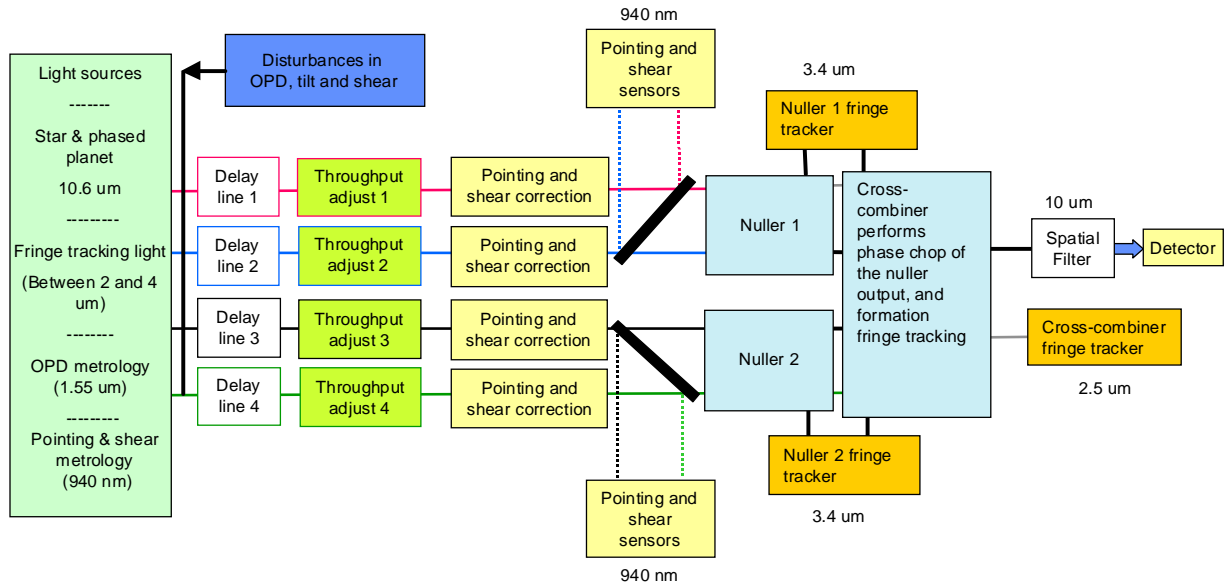 940 nm
Light sources
-------
Star & phased
planet
10.6 um
---------
Fringe tracking light
(Between 2 and 4
um)
--------
OPD metrology
(1.55 um)
---------
Pointing & shear
metrology
(940 nm)
Disturbances in
OPD, tilt and shear
Pointing and
shear
sensors
3.4 um
Nuller 1 fringe
tracker
Delay
line 1
Throughput
adjust 1
Pointing and
shear correction
Delay
line 2
Throughput
adjust 2
Pointing and
shear correction
Delay
line 3
Throughput
adjust 3
Pointing and
shear correction
Delay
line 4
Throughput
adjust 4
Pointing and
shear correction
Nuller 1
Nuller 2
Cross-
combiner
performs
phase chop of
the nuller
output, and
formation
fringe tracking
10 um
Spatial
Filter
Detector
Cross-combiner
fringe tracker
2.5 um
Nuller 2 fringe
tracker
3.4 um
Pointing and
shear
sensors
940 nm